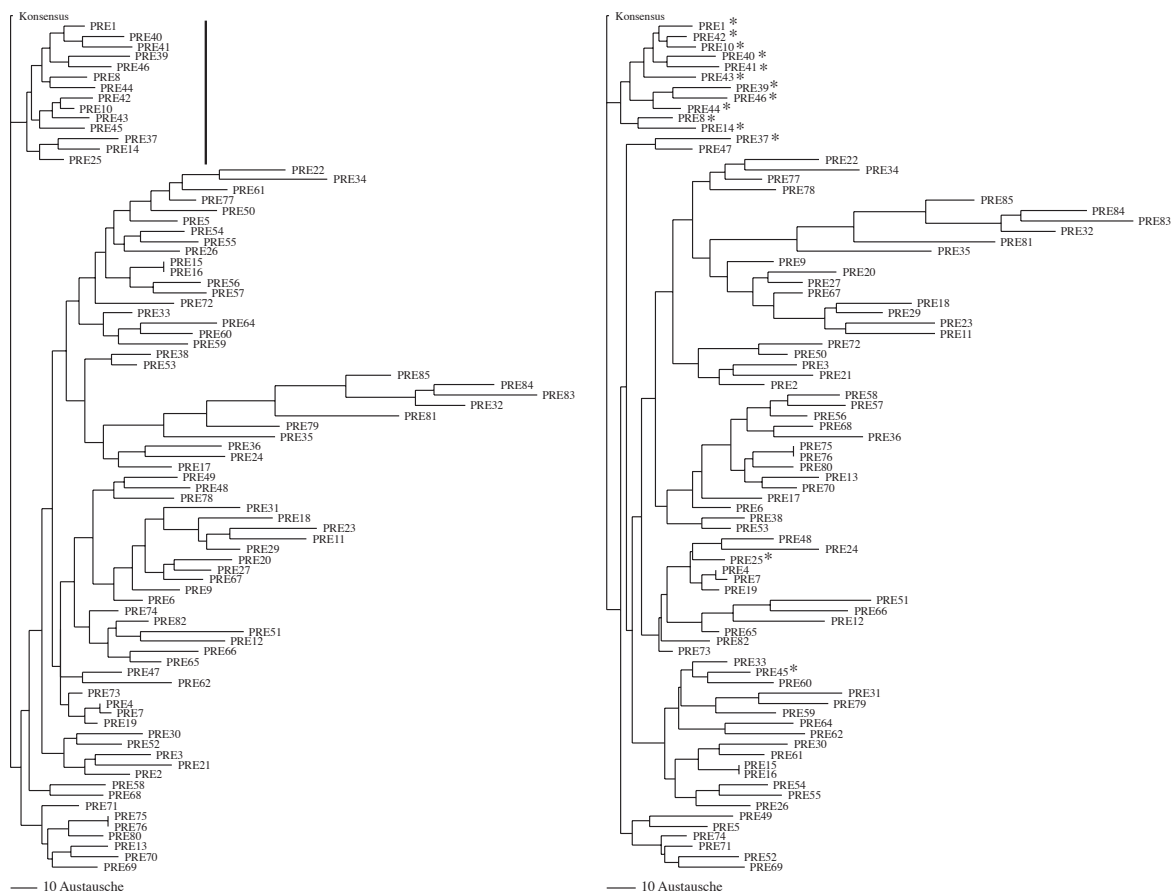 Konsensus
PRE1
PRE40
PRE41
PRE39
PRE46
PRE8
PRE44
PRE42
PRE10
PRE43
PRE45
PRE37
PRE14
PRE25
PRE22
PRE34
PRE61
PRE77
PRE50
PRE5
PRE54
PRE55
PRE26
PRE15
PRE16
PRE56
PRE57
PRE72
PRE33
PRE64
PRE60
PRE59
PRE38
PRE53
PRE85
PRE84
PRE83
PRE32
PRE81
PRE79
PRE35
PRE36
PRE24
PRE17
PRE49
PRE48
PRE78
PRE31
PRE18
PRE23
PRE11
PRE29
PRE20
PRE27
PRE67
PRE9
PRE6
PRE74
PRE82
PRE51
PRE12
PRE66
PRE65
PRE47
PRE62
PRE73
PRE4
PRE7
PRE19
PRE30
PRE52
PRE3
PRE21
PRE2
PRE58
PRE68
PRE71
PRE75
PRE76
PRE80
PRE13
PRE70
PRE69
10 Austausche
Konsensus
PRE1*
PRE42*
PRE10*
PRE40*
PRE41*
PRE43*
PRE39*
PRE46*
PRE44*
PRE8*
PRE14*
PRE37*
PRE47
PRE22
PRE34
PRE77
PRE78
PRE85
PRE84
PRE83
PRE32
PRE81
PRE35
PRE9
PRE20
PRE27
PRE67
PRE18
PRE29
PRE23
PRE11
PRE72
PRE50
PRE3
PRE21
PRE2
PRE58
PRE57
PRE56
PRE68
PRE36
PRE75
PRE76
PRE80
PRE13
PRE70
PRE17
PRE6
PRE38
PRE53
PRE48
PRE24
PRE25*
PRE4
PRE7
PRE19
PRE51
PRE66
PRE12
PRE65
PRE82
PRE73
PRE33
PRE45*
PRE60
PRE31
PRE79
PRE59
PRE64
PRE62
PRE30
PRE61
PRE15
PRE16
PRE54
PRE55
PRE26
PRE49
PRE5
PRE74
PRE71
PRE52
PRE69
10 Austausche